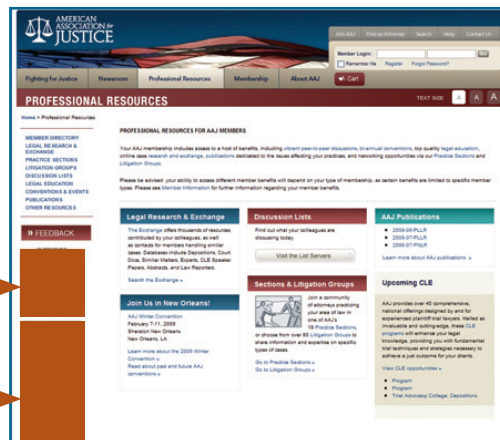 AMERICAN
ASSOCIATION for
JUSTICE
Join AAJ Find an Attorney Search Help Contact Us
Member Login:
Remember Me Register Forgot Password?
Fighting for Justice Newsroom Professional Resources Membership About AAJ Cart
PROFESSIONAL RESOURCES
TEXT SIZE A A A
Home > Professional Resources
MEMBER DIRECTORY
LEGAL RESEARCH &
EXCHANGE
PRACTICE SECTIONS
LITIGATION GROUPS
DISCUSSION LISTS
LEGAL EDUCATION
CONVENTIONS & EVENTS
PUBLICATIONS
OTHER RESOURCES
» FEEDBACK
PROFESSIONAL RESOURCES FOR AAJ MEMBERS
Your AAJ membership includes access to a host of benefits, including vibrant peer-to-peer discussions, bi-annual conventions, top quality legal education,
online case research and exchange, publications dedicated to the issues affecting your practices, and networking opportunities via our Practice Sections and
Litigation Groups.
Please be advised: your ability to access different member benefits will depend on your type of membership, as certain benefits are limited to specific member
types. Please see Member Information for further information regarding your member benefits.
Legal Research & Exchange
The Exchange offers thousands of resources
contributed by your colleagues, as well
as contacts for members handling similar
cases. Databases include Depositions, Court
Docs, Similar Matters, Experts, CLE Speaker
Papers, Abstracts, and Law Reporters.
Search the Exchange »
Join Us in New Orleans!
AAJ Winter Convention
February 7-11, 2009
Sheraton New Orleans
New Orleans, LA
Learn more about the 2009 Winter
Convention »
Read about past and future AAJ
conventions »
Discussion Lists
Find out what your colleagues are
discussing today.
Visit the List Servers
Sections & Litigation Groups
Join a community
of attorneys practicing
your area of law in
one of AAJ's
19 Practice Sections,
or choose from over 80 Litigation Groups to
share information and expertise on specific
types of cases.
Go to Practice Sections »
Go to Litigation Groups »
AAJ Publications
2008-05-PLLR
2008-07-PLLR
2008-07-PNLR
Learn more about AAJ publications »
Upcoming CLE
AAJ provides over 40 comprehensive,
national offerings designed by and for
experienced plaintiff trial lawyers. Hailed as
invaluable and cutting-edge, these CLE
programs will enhance your legal
knowledge, providing you with fundamental
trial techniques and strategies necessary to
achieve a just outcome for your clients.
View CLE opportunities »
Program
Program
Trial Advocacy College: Depositions